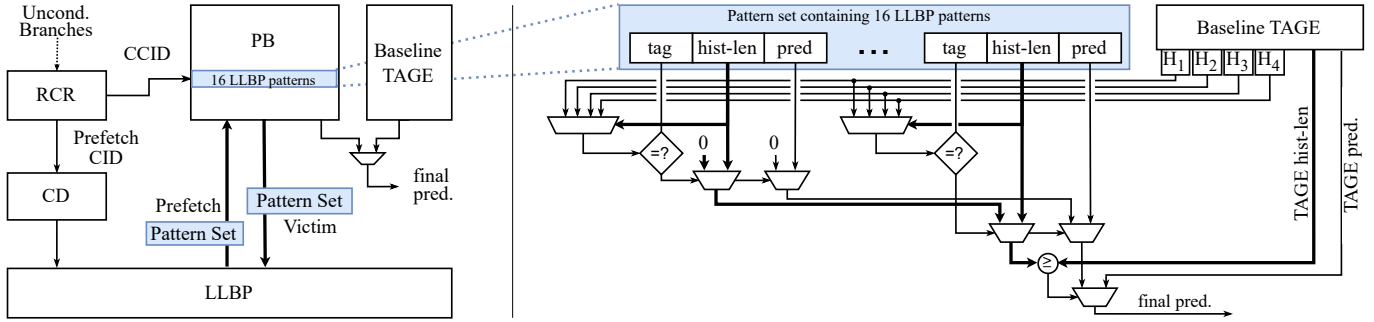 Uncond.
Branches
CCID
PB
16 LLBP patterns
Baseline
TAGE
RCR
Prefetch
CID
CD
final
pred.
Prefetch
Pattern Set
Pattern Set
Victim
LLBP
Pattern set containing 16 LLBP patterns
tag hist-len pred ... tag hist-len pred
Baseline TAGE
H1 H2 H3 H4
=?
0
0
=?
TAGE hist-len
TAGE pred.
≥
final pred.